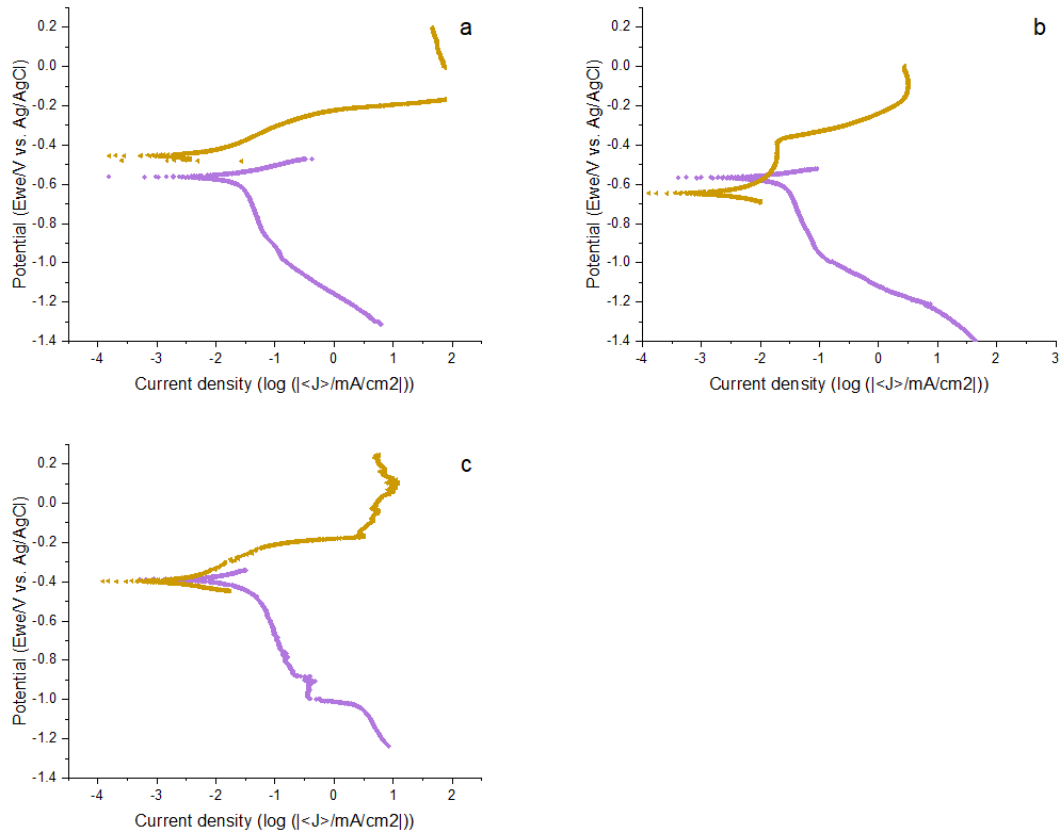 a
0.2
0.0
-0.2
-0.4
-0.6
-0.8
-1.0
-1.2
-1.4
Potential (Ewe/V vs. Ag/AgCl)
-4 -3 -2 -1 0 1 2
Current density (log (|<J>/mA/cm2|))
b
0.2
0.0
-0.2
-0.4
-0.6
-0.8
-1.0
-1.2
-1.4
Potential (Ewe/V vs. Ag/AgCl)
-4 -3 -2 -1 0 1 2 3
Current density (log (|<J>/mA/cm2|))
c
0.2
0.0
-0.2
-0.4
-0.6
-0.8
-1.0
-1.2
-1.4
Potential (Ewe/V vs. Ag/AgCl)
-4 -3 -2 -1 0 1 2
Current density (log (|<J>/mA/cm2|))